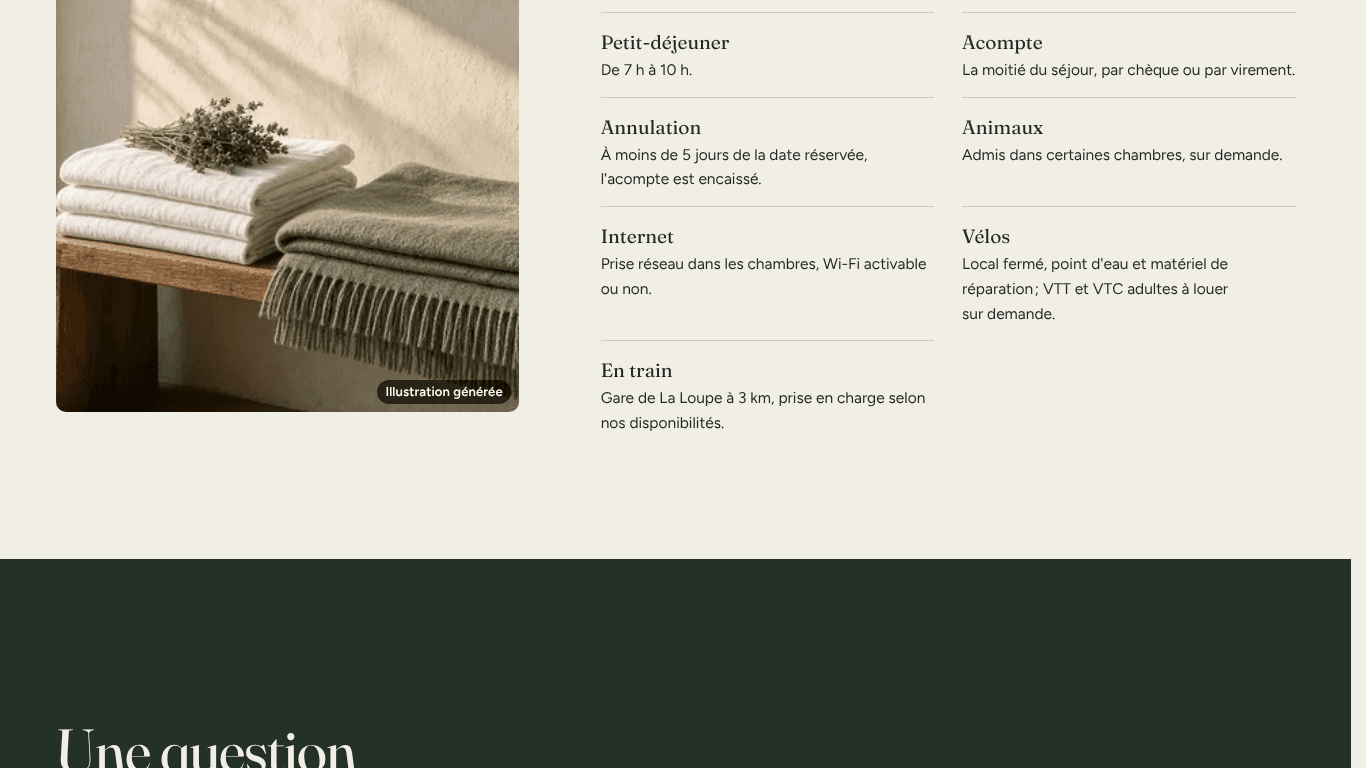 Petit-déjeuner
De 7 h à 10 h.
Acompte
La moitié du séjour, par chèque ou par virement.
Annulation
À moins de 5 jours de la date réservée,
l'acompte est encaissé.
Animaux
Admis dans certaines chambres, sur demande.
Internet
Prise réseau dans les chambres, Wi-Fi activable
ou non.
Vélos
Local fermé, point d'eau et matériel de
réparation ; VTT et VTC adultes à louer
sur demande.
En train
Gare de La Loupe à 3 km, prise en charge selon
nos disponibilités.
Illustration générée
Une question